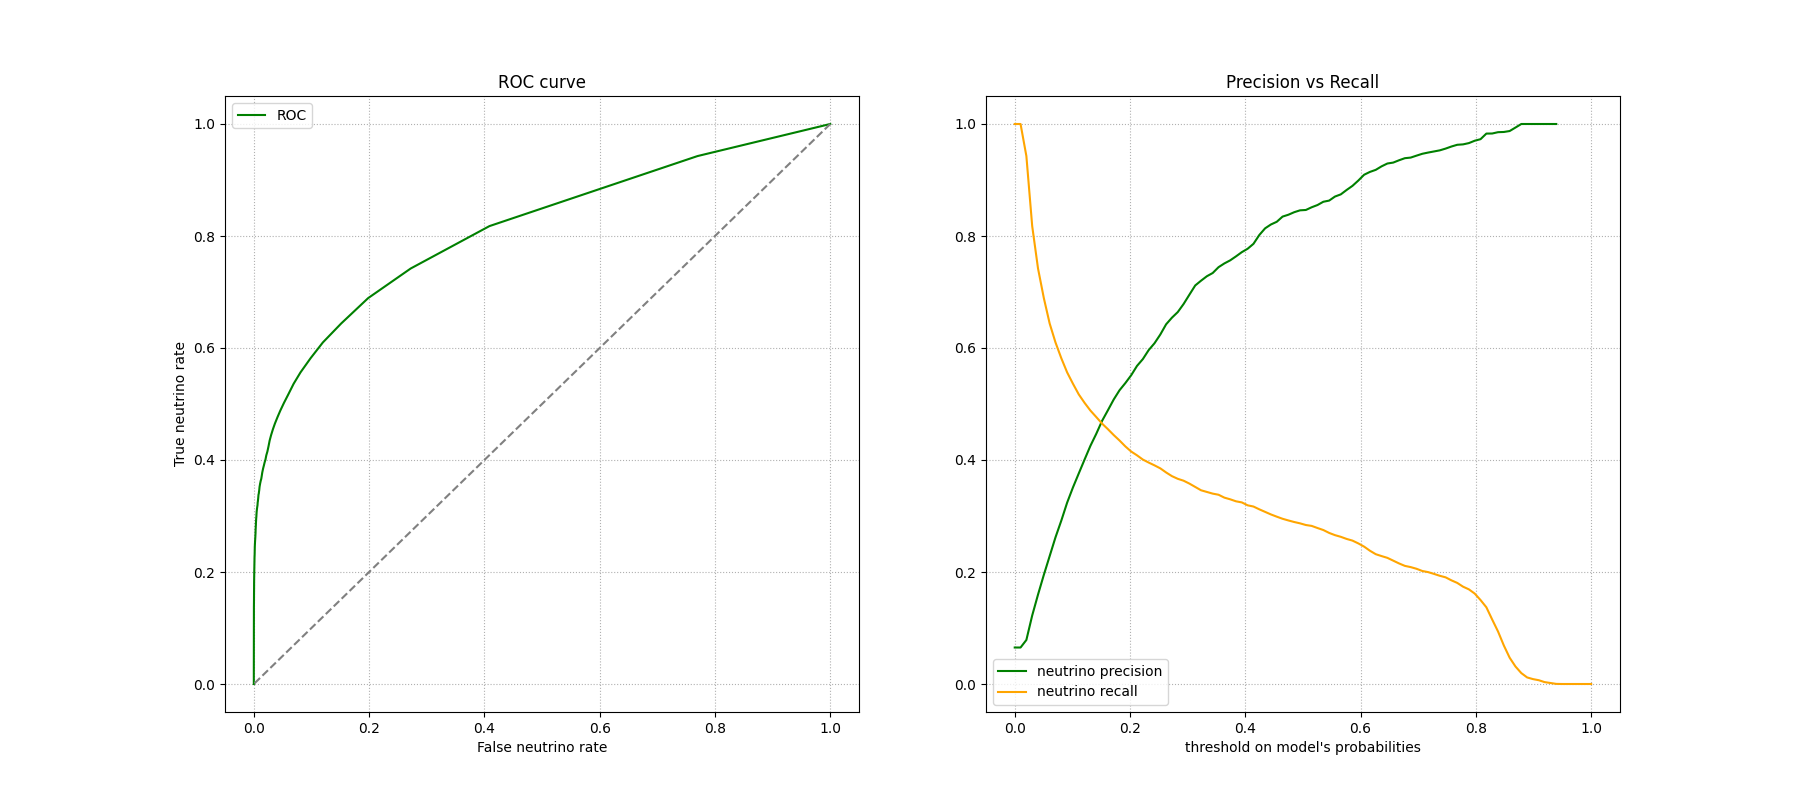 ROC curve
ROC
1.0
0.8
0.6
0.4
0.2
0.0
True neutrino rate
0.0 0.2 0.4 0.6 0.8 1.0
False neutrino rate
Precision vs Recall
1.0
0.8
0.6
0.4
0.2
0.0
neutrino precision
neutrino recall
0.0 0.2 0.4 0.6 0.8 1.0
threshold on model's probabilities